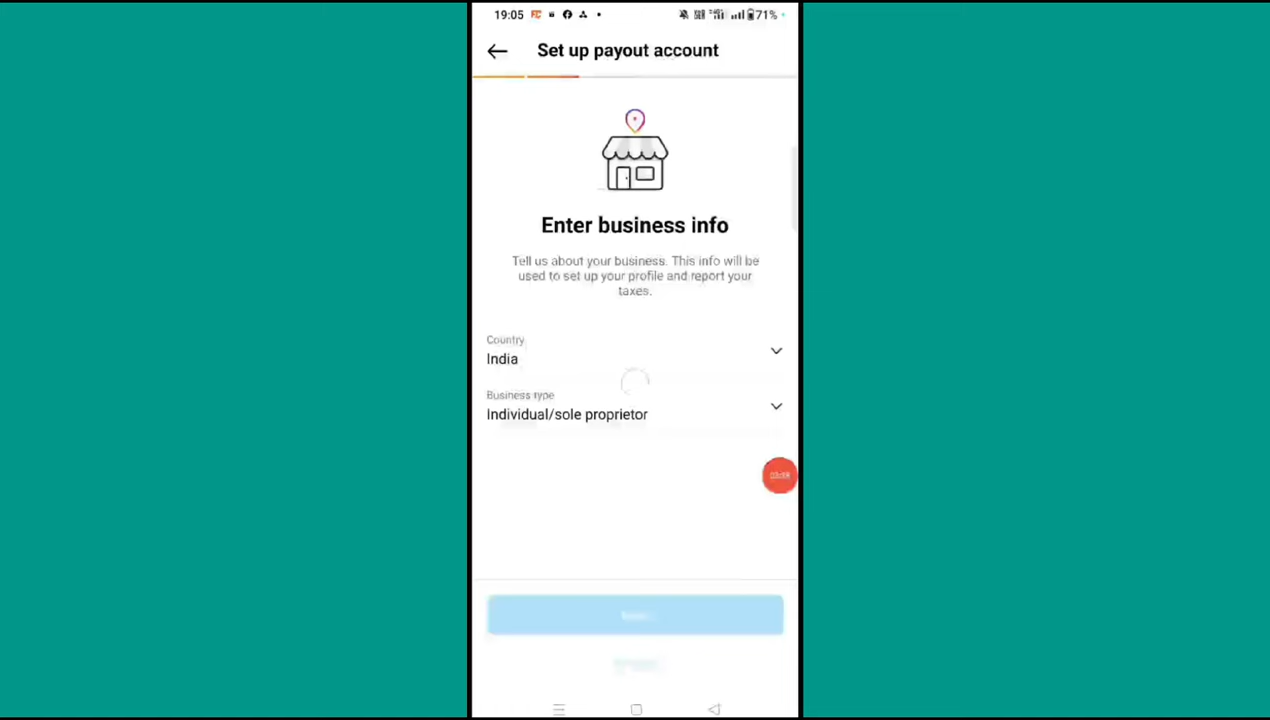 19:05 FC 71%
Set up payout account
Enter business info
Tell us about your business. This info will be
used to set up your profile and report your
taxes.
Country
India
Business type
Individual/sole proprietor